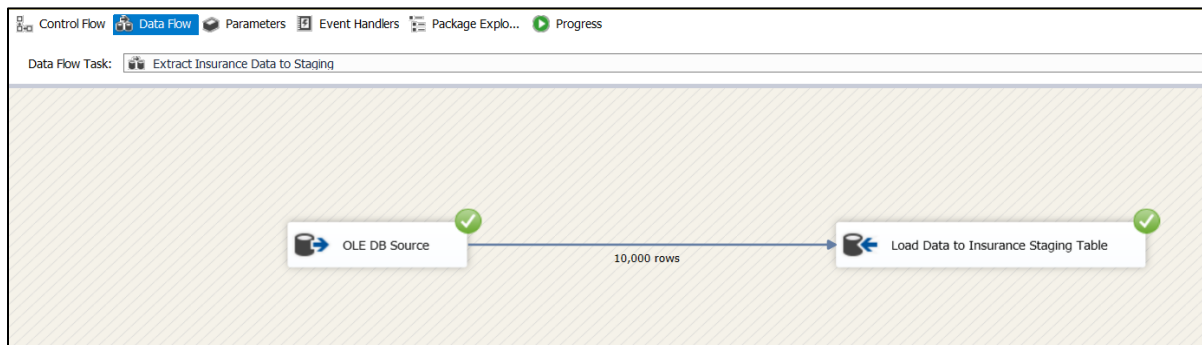 Control Flow Data Flow Parameters Event Handlers Package Explo... Progress
Data Flow Task: Extract Insurance Data to Staging
OLE DB Source Load Data to Insurance Staging Table
10,000 rows